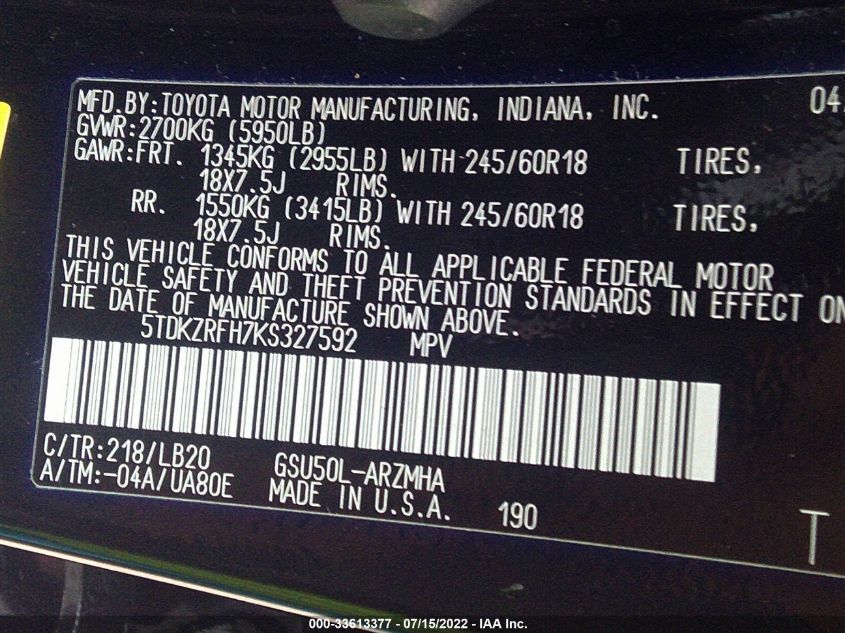 MFD.BY:TOYOTA MOTOR MANUFACTURING, INDIANA, INC. 04
GVWR:2700KG (5950LB)
GAWR:FRT. 1345KG (2955LB) WITH 245/60R18 TIRES,
18X7.5J RIMS.
RR. 1550KG (3415LB) WITH 245/60R18 TIRES,
18X7.5J RIMS.
THIS VEHICLE CONFORMS TO ALL APPLICABLE FEDERAL MOTOR
VEHICLE SAFETY AND THEFT PREVENTION STANDARDS IN EFFECT ON
THE DATE OF MANUFACTURE SHOWN ABOVE.
5TDKZRFH7KS327592 MPV
C/TR:218/LB20 GSU50L-ARZMHA
A/TM:-04A/UA80E MADE IN U.S.A. 190 T
000-33613377 - 07/15/2022 - IAA Inc.